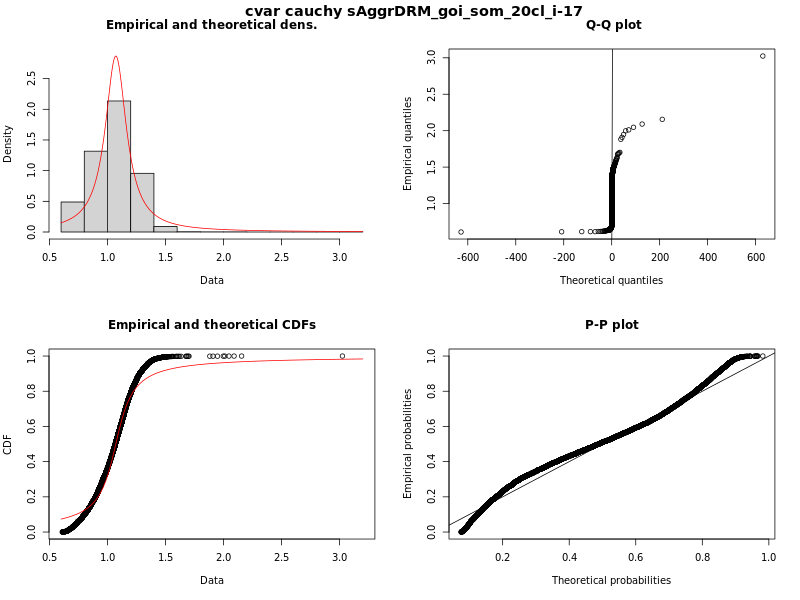 cvar cauchy sAggrDRM_goi_som_20cl_i-17
Empirical and theoretical dens.
Density
0.0 0.5 1.0 1.5 2.0 2.5
0.5 1.0 1.5 2.0 2.5 3.0
Data
Q-Q plot
Empirical quantiles
1.0 1.5 2.0 2.5 3.0
-600 -400 -200 0 200 400 600
Theoretical quantiles
Empirical and theoretical CDFs
CDF
0.0 0.2 0.4 0.6 0.8 1.0
0.5 1.0 1.5 2.0 2.5 3.0
Data
P-P plot
Empirical probabilities
0.0 0.2 0.4 0.6 0.8 1.0
0.2 0.4 0.6 0.8 1.0
Theoretical probabilities